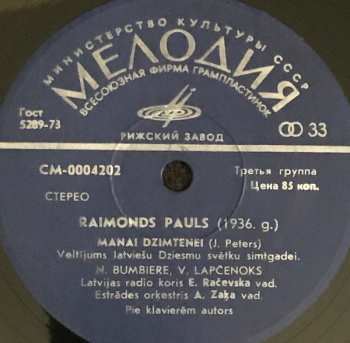 МИНИСТЕРСТВО КУЛЬТУРЫ СССР
МЕЛОДИЯ
ВСЕСОЮЗНАЯ ФИРМА ГРАМПЛАСТИНОК
Гост
5289-73
РИЖСКИЙ ЗАВОД
33
СМ-0004202
Третья группа
СТЕРЕО
Цена 85 коп.
RAIMONDS PAULS (1936. g.)
MANAI DZIMTENEI (J. Peters)
Veltījums latviešu Dziesmu svētku simtgadei.
N. BUMBIERE, V. LAPČENOKS
Latvijas radio koris E. Račevska vad.
Estrādes orķestris A. Zaķa vad.
Pie klavierēm autors